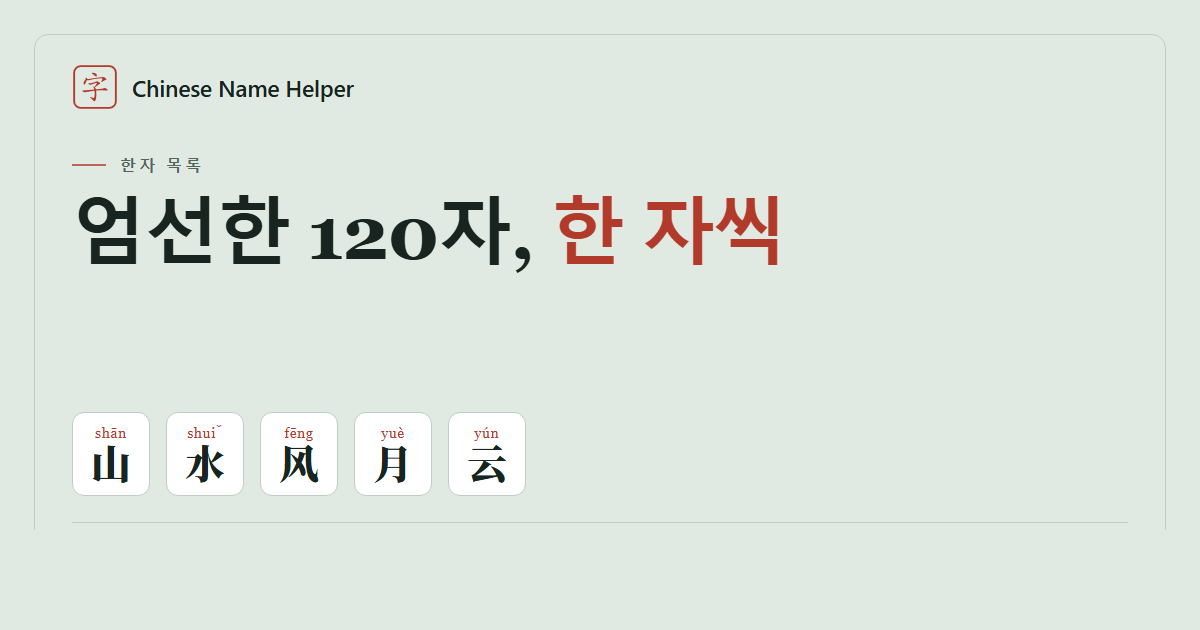 字 Chinese Name Helper
한자 목록
엄선한 120자, 한 자씩
shān shuǐ fēng yuè yún
山 水 风 月 云